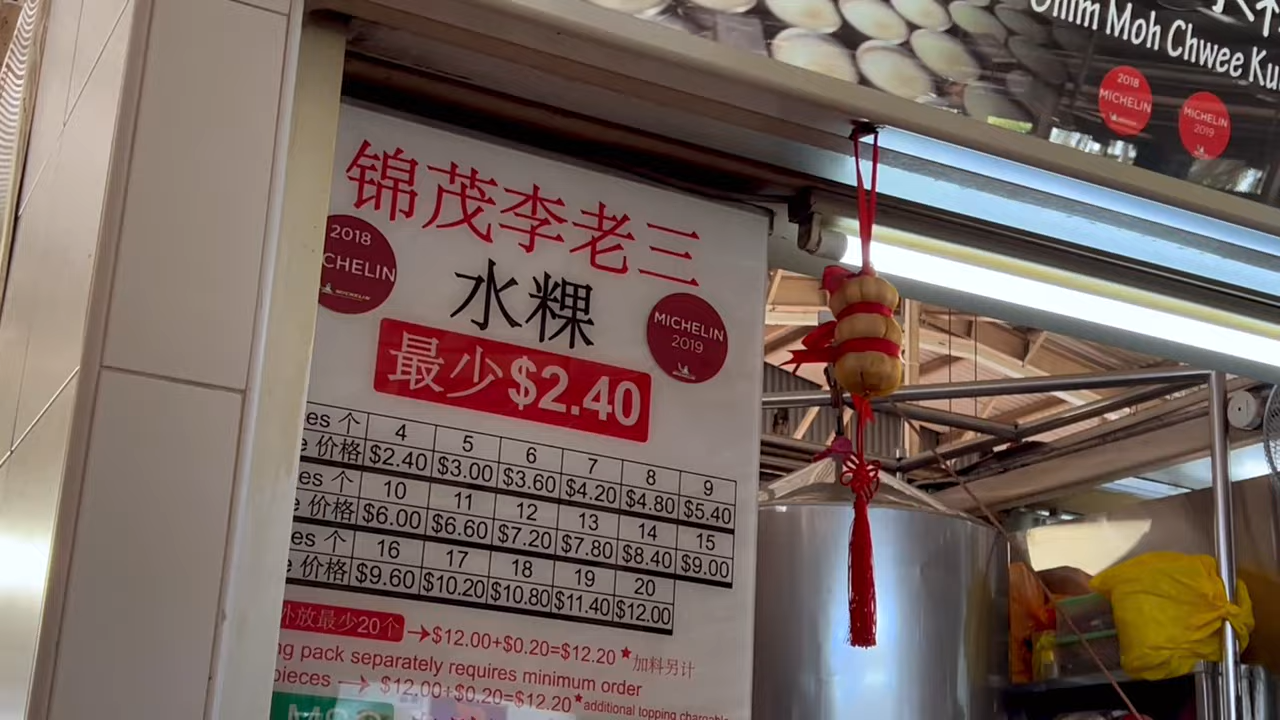 Moh Chwee
2018
MICHELIN
MICHELIN
2019
锦茂李老三
2018
CHELIN
水粿
MICHELIN
2019
最少 $2.40
es 个 4 5 6 7 8 9
价格 $2.40 $3.00 $3.60 $4.20 $4.80 $5.40
es 个 10 11 12 13 14 15
价格 $6.00 $6.60 $7.20 $7.80 $8.40 $9.00
es 个 16 17 18 19 20
价格 $9.60 $10.20 $10.80 $11.40 $12.00
放最少20个 →$12.00+$0.20=$12.20 ★加料另计
ng pack separately requires minimum order
pieces → $12.00+$0.20=$12.20 ★additional topping chargeable